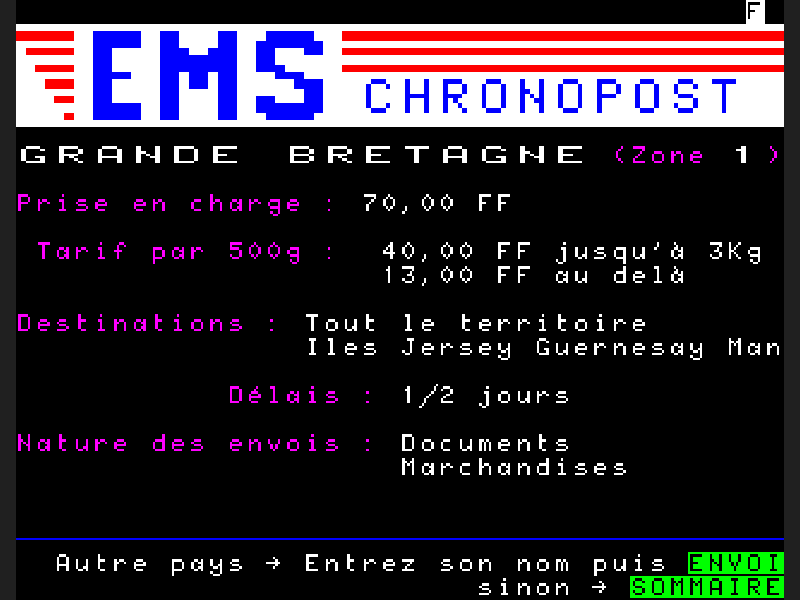 F
EMS
CHRONOPOST
GRANDE BRETAGNE (Zone 1)
Prise en charge : 70,00 FF
Tarif par 500g : 40,00 FF jusqu'à 3Kg
13,00 FF au delà
Destinations : Tout le territoire
Iles Jersey Guernesay Man
Délais : 1/2 jours
Nature des envois : Documents
Marchandises
Autre pays → Entrez son nom puis ENVOI
sinon → SOMMAIRE